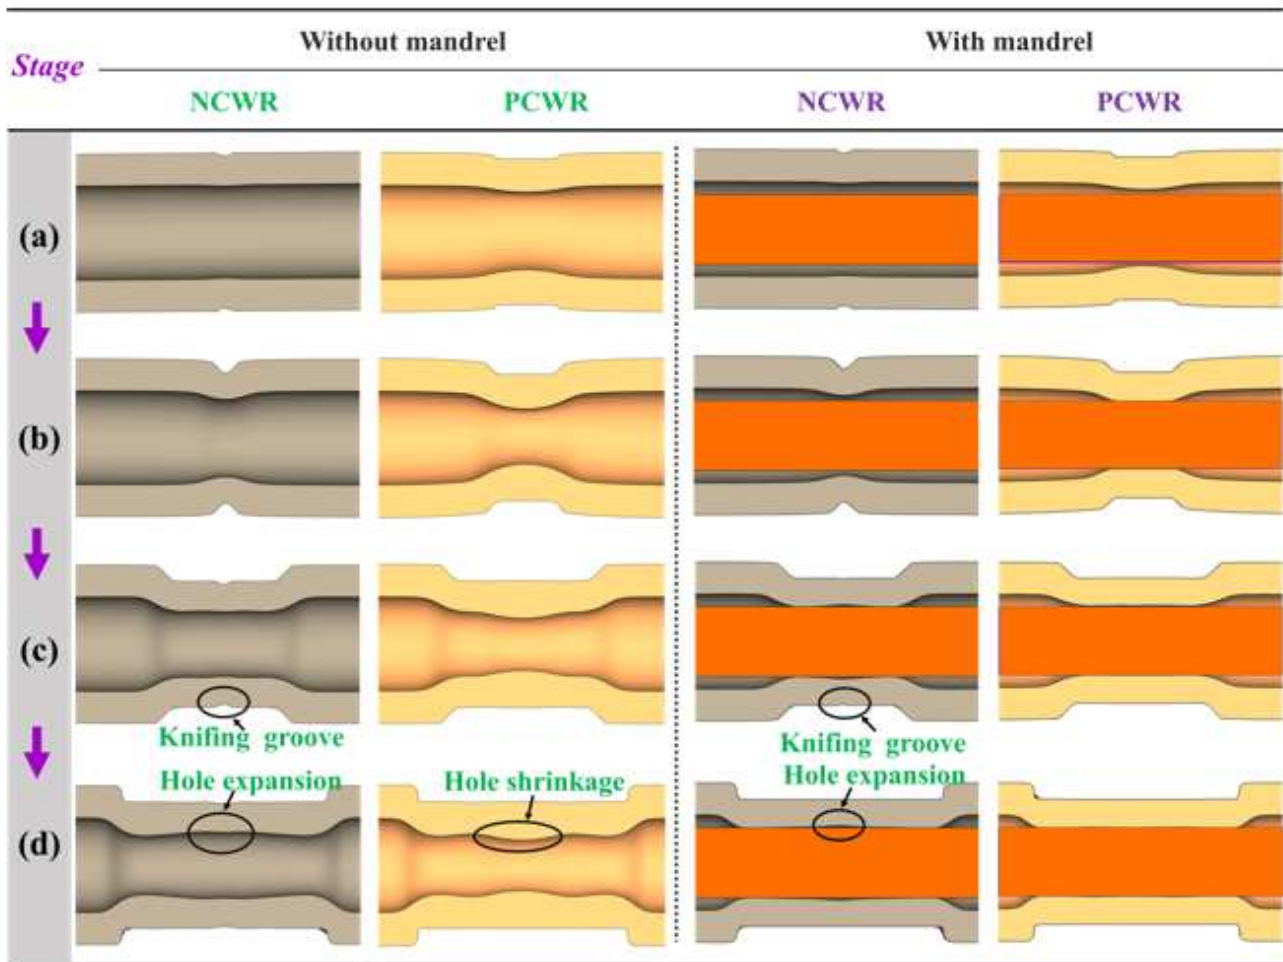 Without mandrel With mandrel
Stage
NCWR PCWR NCWR PCWR
(a)
(b)
(c)
Knifing groove Knifing groove
Hole expansion Hole shrinkage Hole expansion
(d)